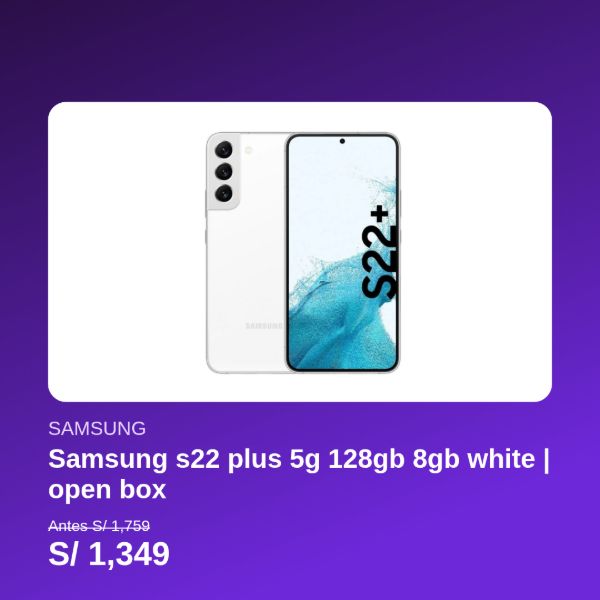 S22+
SAMSUNG
SAMSUNG
Samsung s22 plus 5g 128gb 8gb white |
open box
Antes S/ 1,759
S/ 1,349